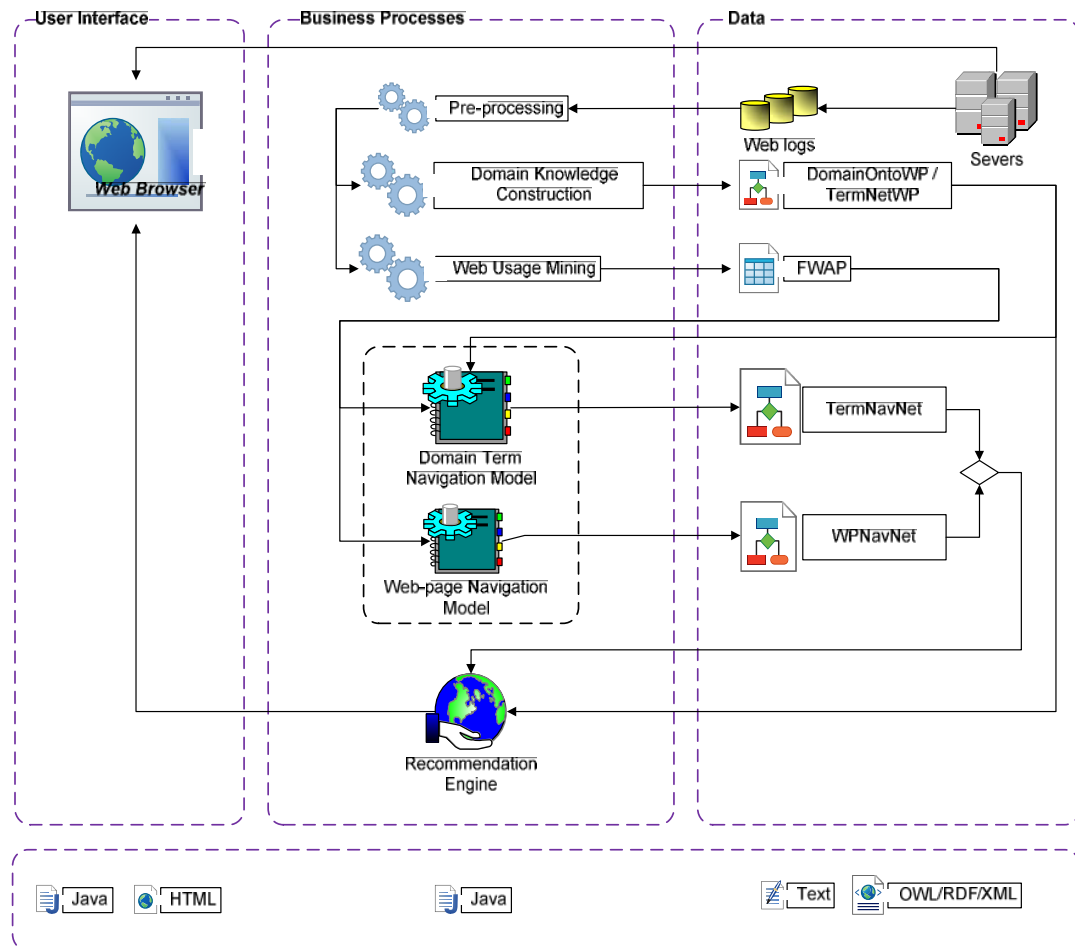 User Interface
Business Processes
Data
Pre-processing
Web logs
Severs
Web Browser
Domain Knowledge
Construction
DomainOntoWP /
TermNetWP
Web Usage Mining
FWAP
TermNavNet
Domain Term
Navigation Model
WPNavNet
Web-page Navigation
Model
Recommendation
Engine
Java
HTML
Java
Text
OWL/RDF/XML